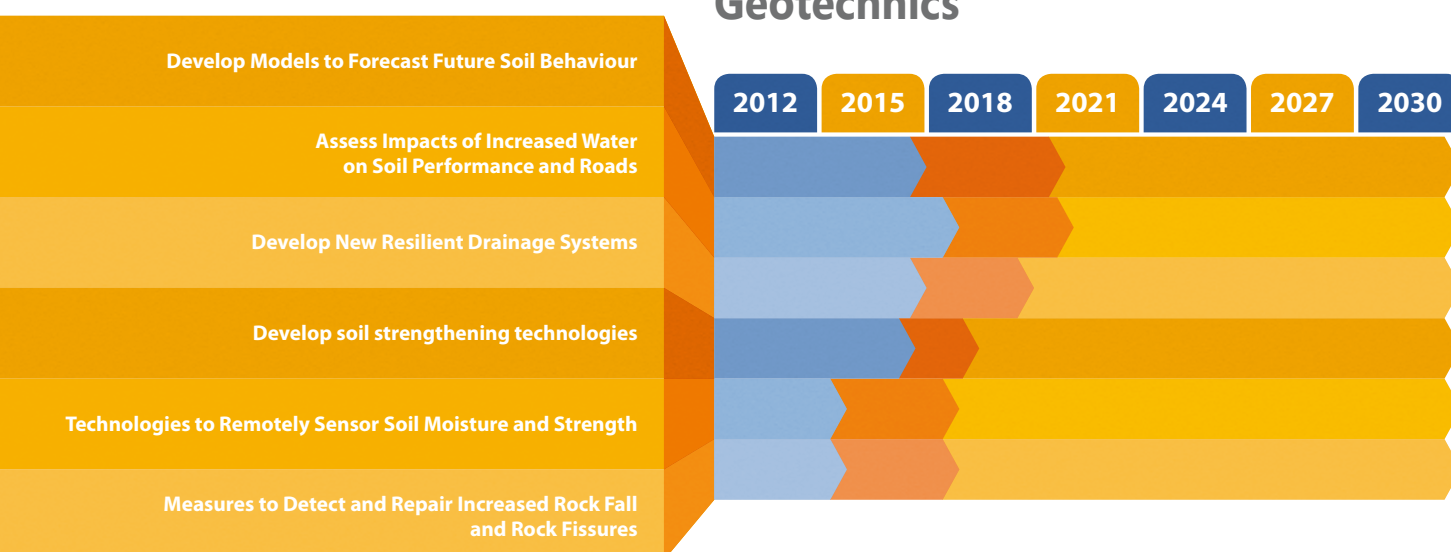 Geotechnics
Develop Models to Forecast Future Soil Behaviour
2012 2015 2018 2021 2024 2027 2030
Assess Impacts of Increased Water
on Soil Performance and Roads
Develop New Resilient Drainage Systems
Develop soil strengthening technologies
Technologies to Remotely Sensor Soil Moisture and Strength
Measures to Detect and Repair Increased Rock Fall
and Rock Fissures